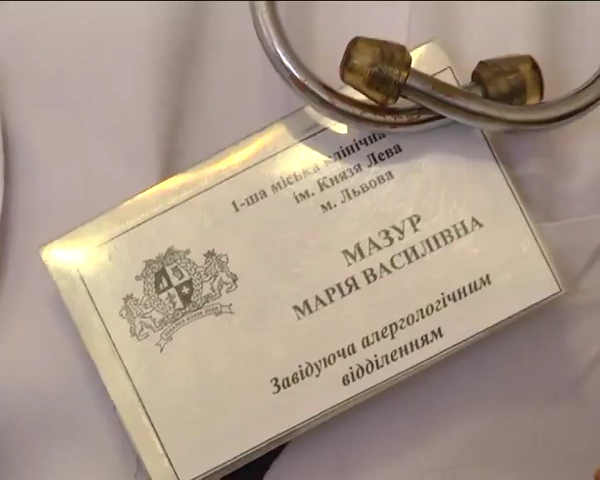 1-ша міська клінічна
ім. Князя Лева
м. Львова
МАЗУР
МАРІЯ ВАСИЛІВНА
Завідуюча алергологічним
відділенням